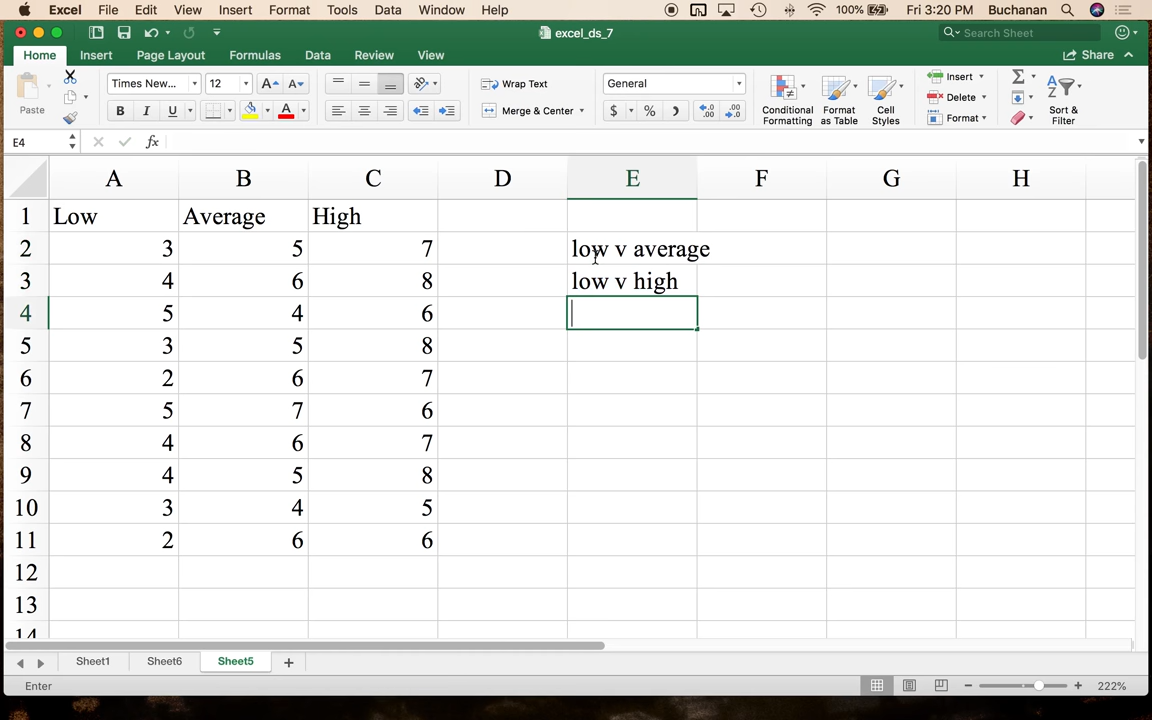 Excel File Edit View Insert Format Tools Data Window Help 100% Fri 3:20 PM Buchanan
excel_ds_7 Search Sheet
Home Insert Page Layout Formulas Data Review View Share
Paste Times New... 12 A A Wrap Text General Insert
B I U A Merge & Center $ % Conditional Formatting Format as Table Cell Styles Delete Sort & Filter
Format
E4 fx
A B C D E F G H
1 Low Average High
2 3 5 7 low v average
3 4 6 8 low v high
4 5 4 6
5 3 5 8
6 2 6 7
7 5 7 6
8 4 6 7
9 4 5 8
10 3 4 5
11 2 6 6
12
13
14
Sheet1 Sheet6 Sheet5
Enter 222%